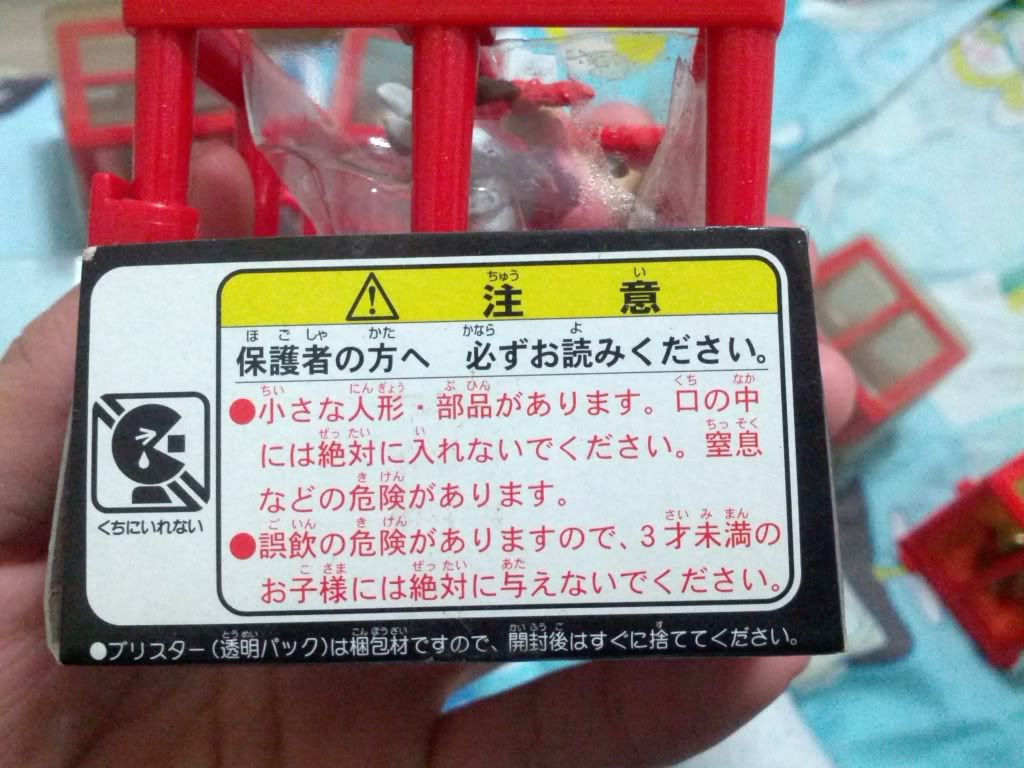 注意
保護者の方へ 必ずお読みください。
●小さな人形・部品があります。口の中
には絶対に入れないでください。窒息
などの危険があります。
●誤飲の危険がありますので、3才未満の
お子様には絶対に与えないでください。
くちにいれない
●ブリスター(透明パック)は梱包材ですので、開封後はすぐに捨ててください。